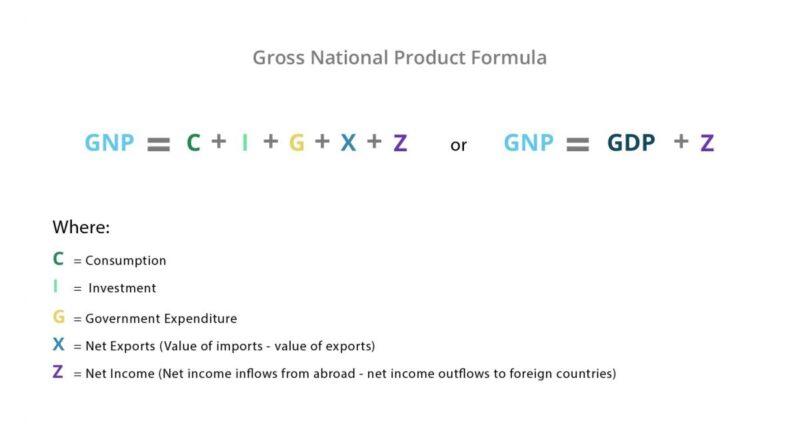 Gross National Product Formula
GNP = C + I + G + X + Z or GNP = GDP + Z
Where:
C = Consumption
I = Investment
G = Government Expenditure
X = Net Exports (Value of imports - value of exports)
Z = Net Income (Net income inflows from abroad - net income outflows to foreign countries)